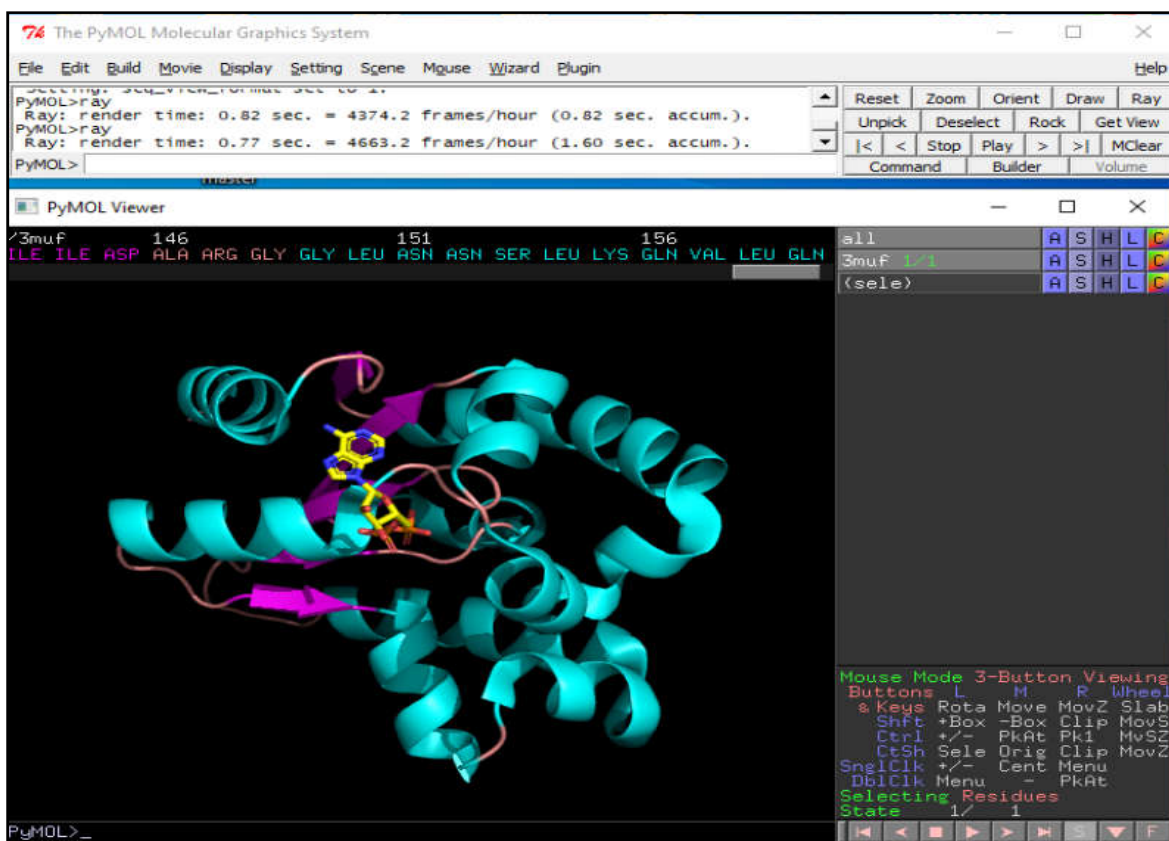 The PyMOL Molecular Graphics System
File Edit Build Movie Display Setting Scene Mouse Wizard Plugin Help
PyMOL>ray
Ray: render time: 0.82 sec. = 4374.2 frames/hour (0.82 sec. accum.).
PyMOL>ray
Ray: render time: 0.77 sec. = 4663.2 frames/hour (1.60 sec. accum.).
PyMOL>
Reset Zoom Orient Draw Ray
Unpick Deselect Rock Get View
|< < Stop Play > >| MClear
Command Builder Volume
PyMOL Viewer
/3muf 146 151 156
ILE ILE ASP ALA ARG GLY GLY LEU ASN ASN SER LEU LYS GLN VAL LEU GLN
all A S H L C
3muf 1/1 A S H L C
(sele) A S H L C
Mouse Mode 3-Button Viewing
Buttons L M R Wheel
& Keys Rota Move MovZ Slab
Shft +Box -Box Clip MovS
Ctrl +/- PkAt Pk1 MvSZ
CtSh Sele Orig Clip MovZ
SnglClk +/- Cent Menu
DblClk Menu - PkAt
Selecting Residues
State 1/ 1
PyMOL>_
S F